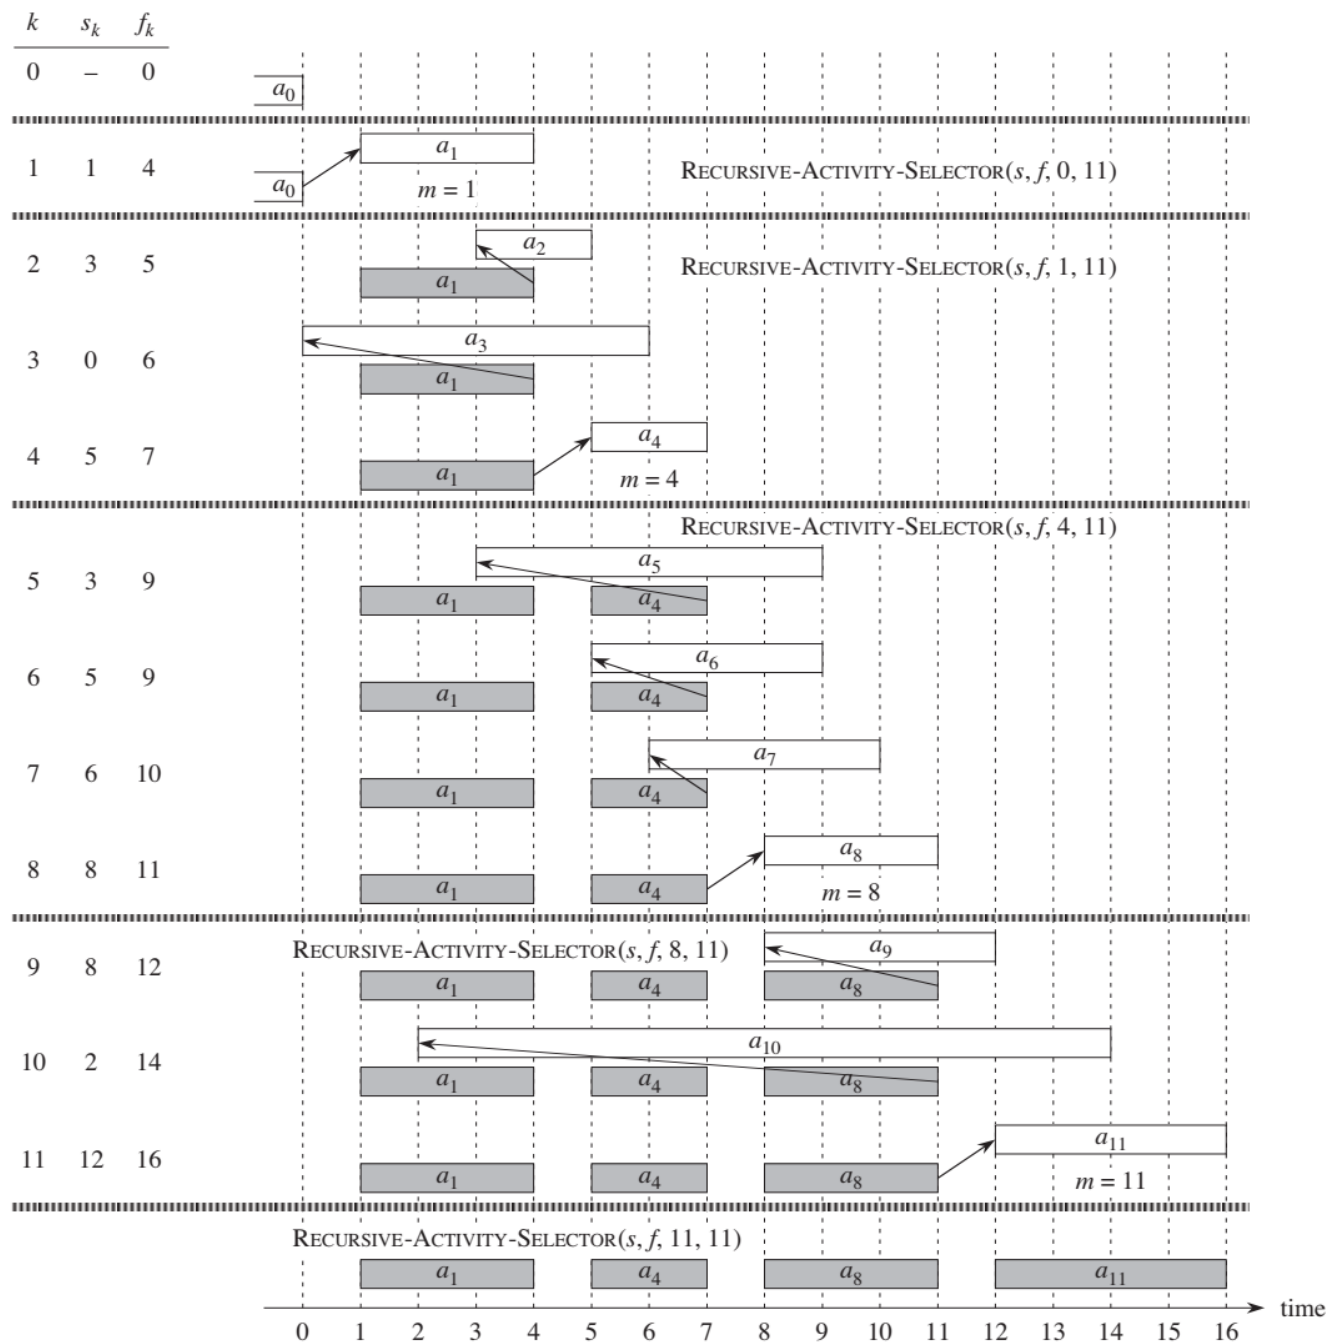 k s_k f_k
0 – 0
a_0
a_1
1 1 4
RECURSIVE-ACTIVITY-SELECTOR(s, f, 0, 11)
a_0 m = 1
a_2
2 3 5
RECURSIVE-ACTIVITY-SELECTOR(s, f, 1, 11)
a_1
a_3
3 0 6
a_1
a_4
4 5 7
a_1 m = 4
RECURSIVE-ACTIVITY-SELECTOR(s, f, 4, 11)
a_5
5 3 9
a_1 a_4
a_6
6 5 9
a_1 a_4
a_7
7 6 10
a_1 a_4
a_8
8 8 11
a_1 a_4 m = 8
RECURSIVE-ACTIVITY-SELECTOR(s, f, 8, 11) a_9
9 8 12
a_1 a_4 a_8
a_10
10 2 14
a_1 a_4 a_8
a_11
11 12 16
a_1 a_4 a_8 m = 11
RECURSIVE-ACTIVITY-SELECTOR(s, f, 11, 11)
a_1 a_4 a_8 a_11
time
0 1 2 3 4 5 6 7 8 9 10 11 12 13 14 15 16